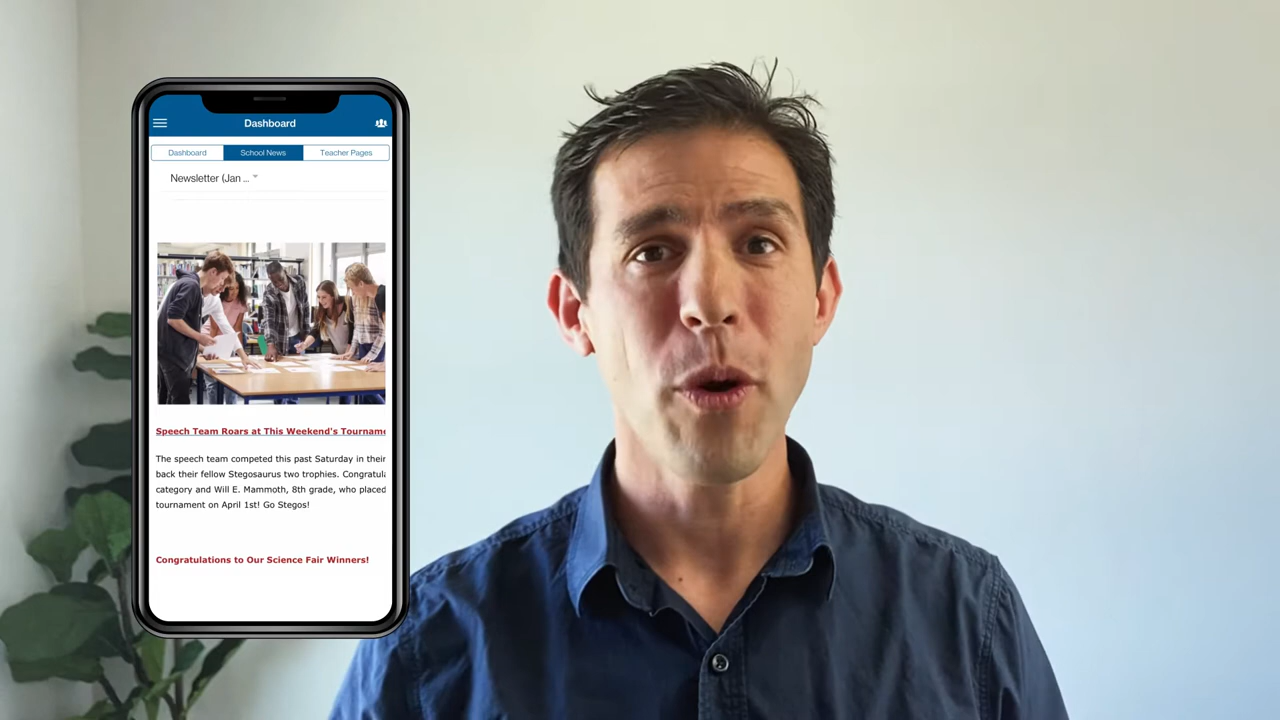 Dashboard
Dashboard School News Teacher Pages
Newsletter (Jan ...
Speech Team Roars at This Weekend's Tourname
The speech team competed this past Saturday in their
back their fellow Stegosaurus two trophies. Congratula
category and Will E. Mammoth, 8th grade, who placed
tournament on April 1st! Go Stegos!
Congratulations to Our Science Fair Winners!